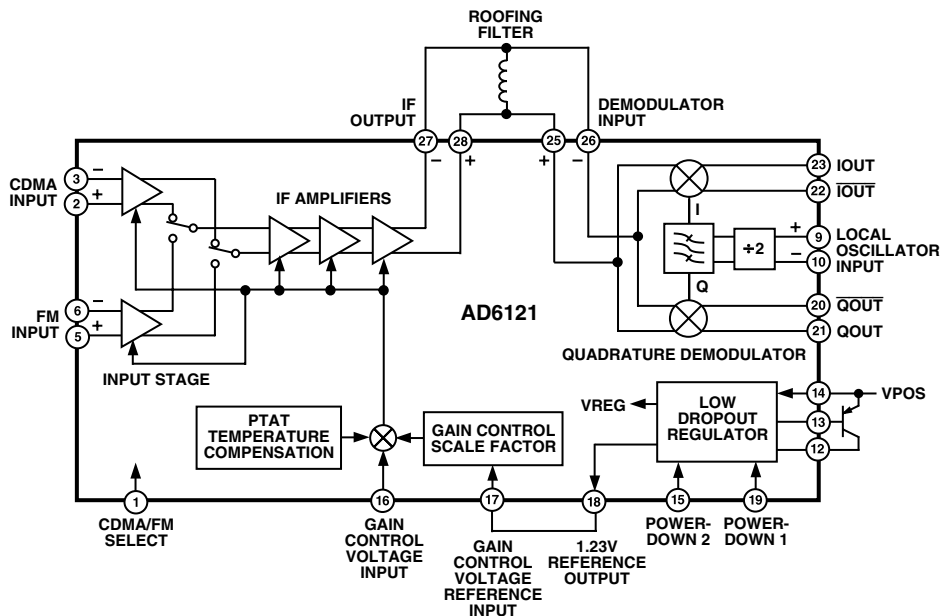 ROOFING
FILTER
IF
OUTPUT
DEMODULATOR
INPUT
27
28
25
26
−
+
+
−
CDMA
INPUT
3
−
2
+
IF AMPLIFIERS
23
IOUT
22
I̅O̅U̅T̅
I
÷2
+
9
−
10
LOCAL
OSCILLATOR
INPUT
Q
FM
INPUT
6
−
5
+
AD6121
20
Q̅O̅U̅T̅
21
QOUT
INPUT STAGE
QUADRATURE DEMODULATOR
PTAT
TEMPERATURE
COMPENSATION
GAIN CONTROL
SCALE FACTOR
VREG
LOW
DROPOUT
REGULATOR
14
VPOS
13
12
1
16
17
18
15
19
CDMA/FM
SELECT
GAIN
CONTROL
VOLTAGE
INPUT
GAIN
CONTROL
VOLTAGE
REFERENCE
INPUT
1.23V
REFERENCE
OUTPUT
POWER-
DOWN 2
POWER-
DOWN 1